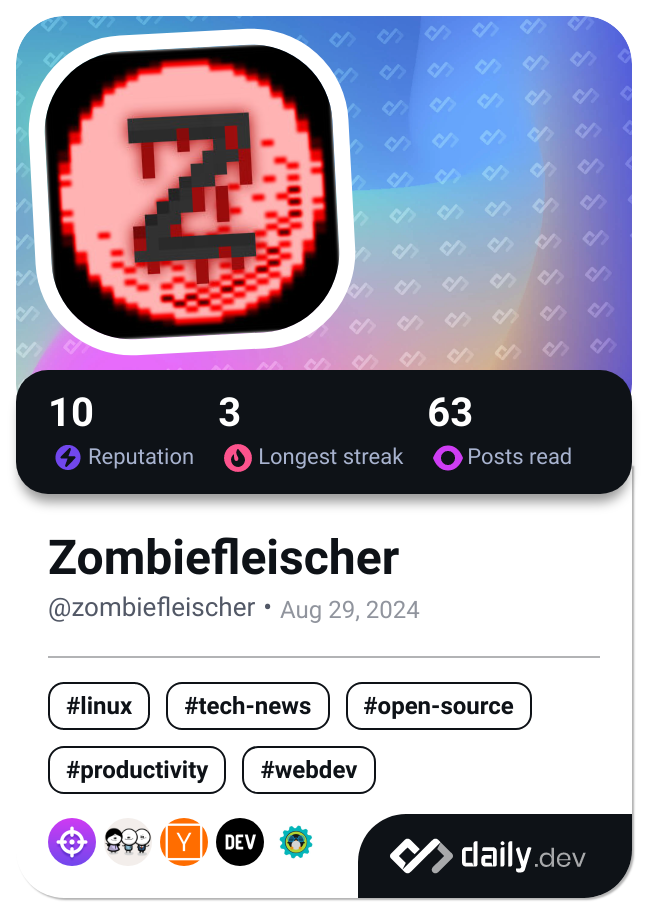 Z
10 3 63
Reputation Longest streak Posts read
Zombiefleischer
@zombiefleischer • Aug 29, 2024
#linux #tech-news #open-source
#productivity #webdev
Y DEV
daily.dev